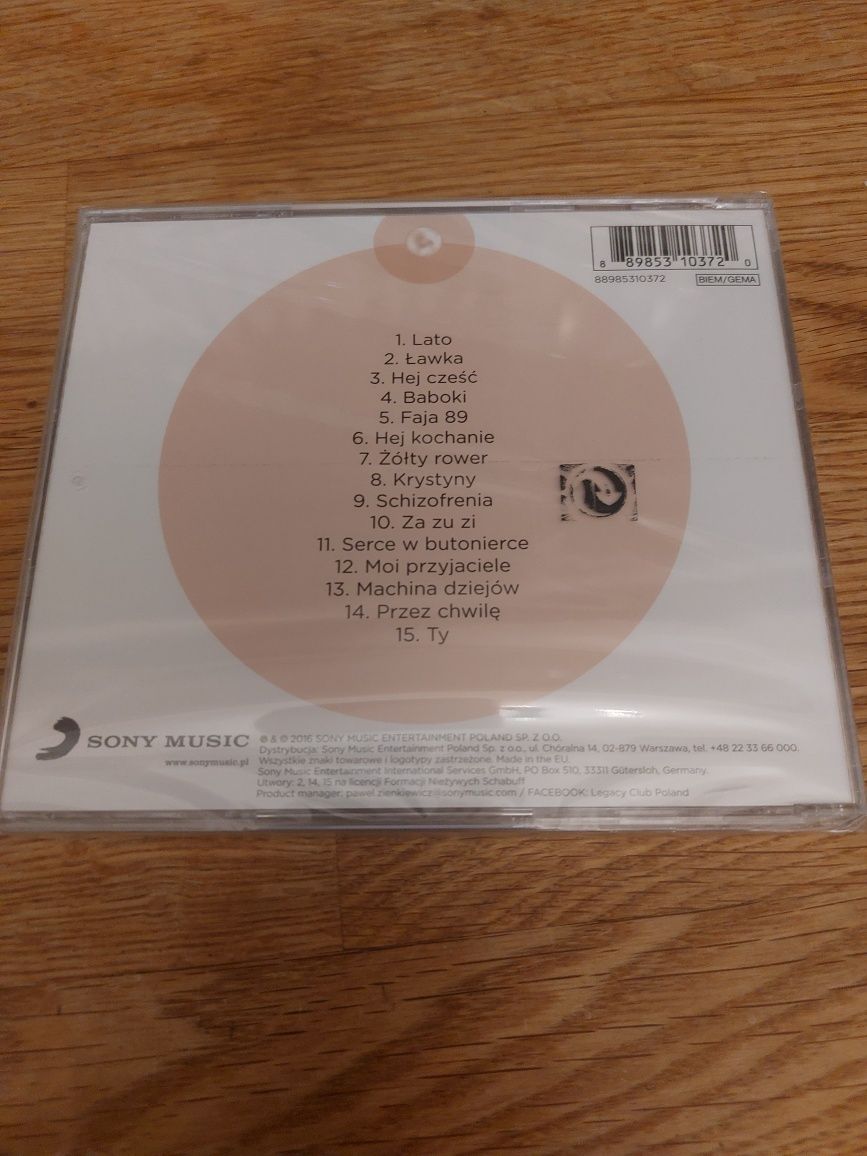 8 89853 10372 0
88985310372 BIEM/GEMA
1. Lato
2. Ławka
3. Hej cześć
4. Baboki
5. Faja 89
6. Hej kochanie
7. Żółty rower
8. Krystyny
9. Schizofrenia
10. Za zu zi
11. Serce w butonierce
12. Moi przyjaciele
13. Machina dziejów
14. Przez chwilę
15. Ty
SONY MUSIC
www.sonymusic.pl
℗ & © 2016 SONY MUSIC ENTERTAINMENT POLAND SP. Z O.O.
Dystrybucja: Sony Music Entertainment Poland Sp. z o.o., ul. Chóralna 14, 02-879 Warszawa, tel. +48 22 33 66 000.
Wszystkie znaki towarowe i logotypy zastrzeżone. Made in the EU.
Sony Music Entertainment International Services GmbH, PO Box 510, 33311 Gütersloh, Germany.
Utwory: 2, 14, 15 na licencji Formacji Nieżywych Schabuff
Product manager: pawel.zienkiewicz@sonymusic.com / FACEBOOK: Legacy Club Poland